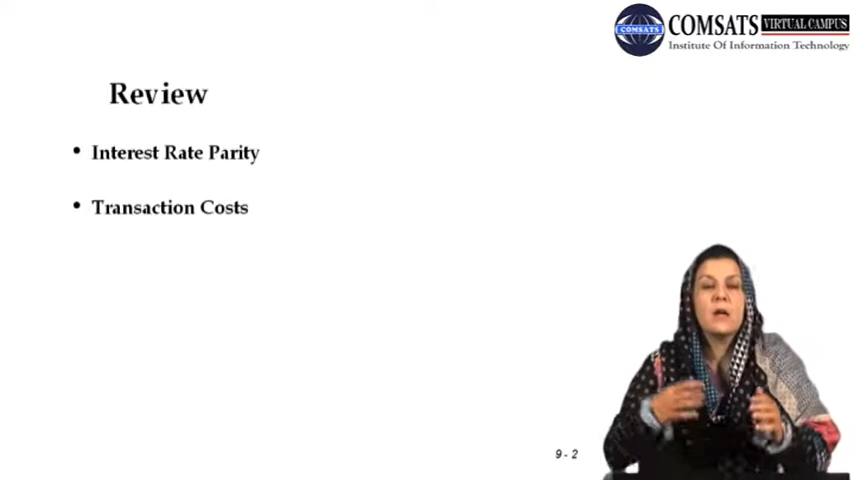 COMSATS
COMSATS VIRTUAL CAMPUS
Institute Of Information Technology
Review
• Interest Rate Parity
• Transaction Costs
9 - 2